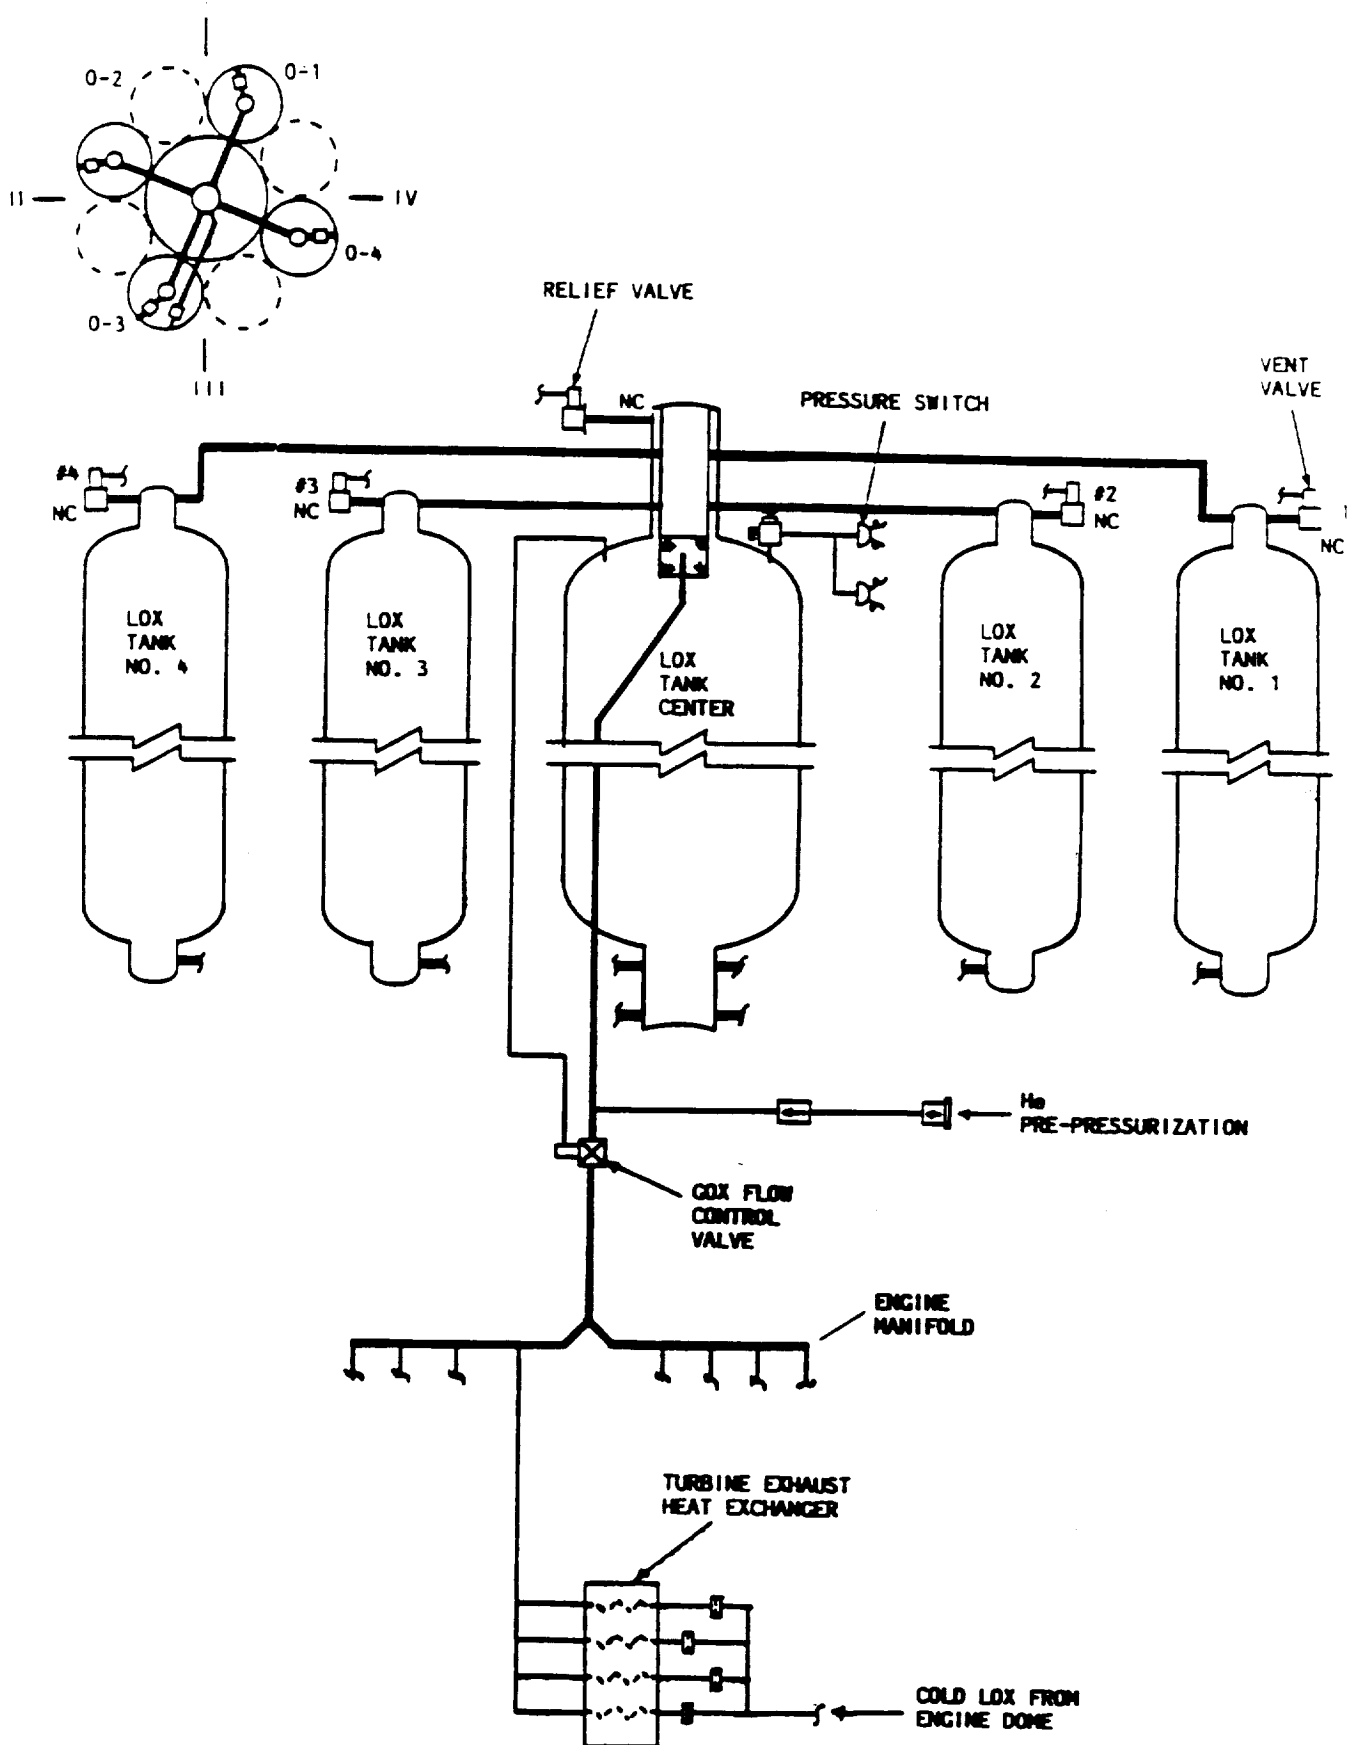 O-2
O-1
II
IV
O-4
O-3
III
RELIEF VALVE
VENT
VALVE
NC
PRESSURE SWITCH
#4
NC
#3
NC
#2
NC
1
NC
LOX
TANK
NO. 4
LOX
TANK
NO. 3
LOX
TANK
CENTER
LOX
TANK
NO. 2
LOX
TANK
NO. 1
He
PRE-PRESSURIZATION
GOX FLOW
CONTROL
VALVE
ENGINE
MANIFOLD
TURBINE EXHAUST
HEAT EXCHANGER
COLD LOX FROM
ENGINE DOME